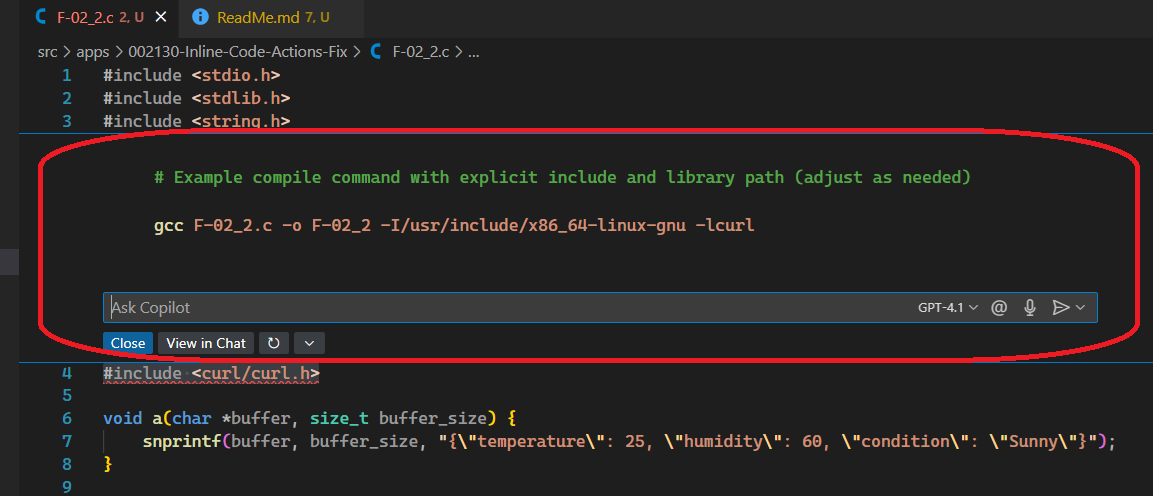 C F-02_2.c 2, U ReadMe.md 7, U
src > apps > 002130-Inline-Code-Actions-Fix > C F-02_2.c > ...
1 #include <stdio.h>
2 #include <stdlib.h>
3 #include <string.h>
# Example compile command with explicit include and library path (adjust as needed)
gcc F-02_2.c -o F-02_2 -I/usr/include/x86_64-linux-gnu -lcurl
Ask Copilot GPT-4.1 @
Close View in Chat
4 #include <curl/curl.h>
5
6 void a(char *buffer, size_t buffer_size) {
7 snprintf(buffer, buffer_size, "{\"temperature\": 25, \"humidity\": 60, \"condition\": \"Sunny\"}");
8 }
9